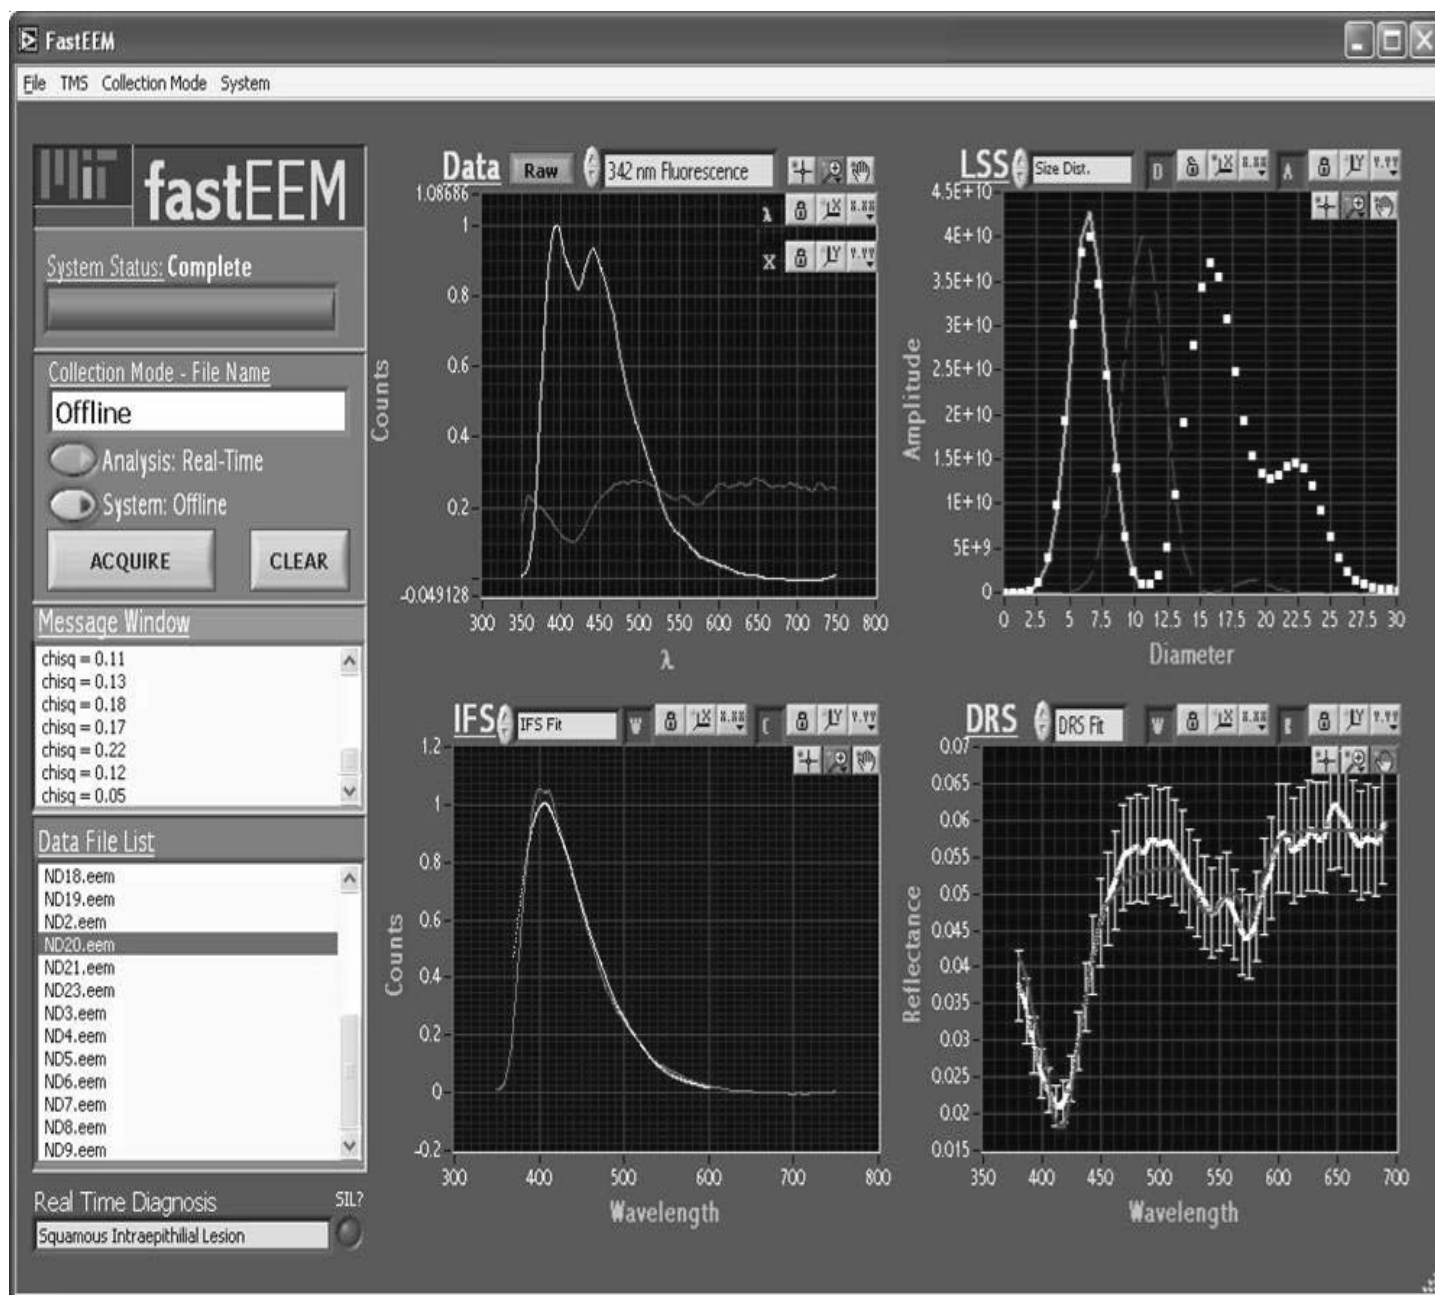 FastEEM
File TMS Collection Mode System
MIT fastEEM
System Status: Complete
Collection Mode - File Name
Offline
Analysis: Real-Time
System: Offline
ACQUIRE CLEAR
Message Window
chisq = 0.11
chisq = 0.13
chisq = 0.18
chisq = 0.17
chisq = 0.22
chisq = 0.12
chisq = 0.05
Data File List
ND18.eem
ND19.eem
ND2.eem
ND20.eem
ND21.eem
ND23.eem
ND3.eem
ND4.eem
ND5.eem
ND6.eem
ND7.eem
ND8.eem
ND9.eem
Real Time Diagnosis SIL?
Squamous Intraepithilial Lesion
Data Raw 342 nm Fluorescence
λ X X.XX
X Y Y.YY
1.08686
1
0.8
0.6
0.4
0.2
-0.049128
Counts
300 350 400 450 500 550 600 650 700 750 800
λ
LSS Size Dist. D X X.XX A Y Y.YY
4.5E+10
4E+10
3.5E+10
3E+10
2.5E+10
2E+10
1.5E+10
1E+10
5E+9
0
Amplitude
0 2.5 5 7.5 10 12.5 15 17.5 20 22.5 25 27.5 30
Diameter
IFS IFS Fit W X X.XX C Y Y.YY
1.2
1
0.8
0.6
0.4
0.2
0
-0.2
Counts
300 400 500 600 700 800
Wavelength
DRS DRS Fit W X X.XX R Y Y.YY
0.07
0.065
0.06
0.055
0.05
0.045
0.04
0.035
0.03
0.025
0.02
0.015
Reflectance
350 400 450 500 550 600 650 700
Wavelength